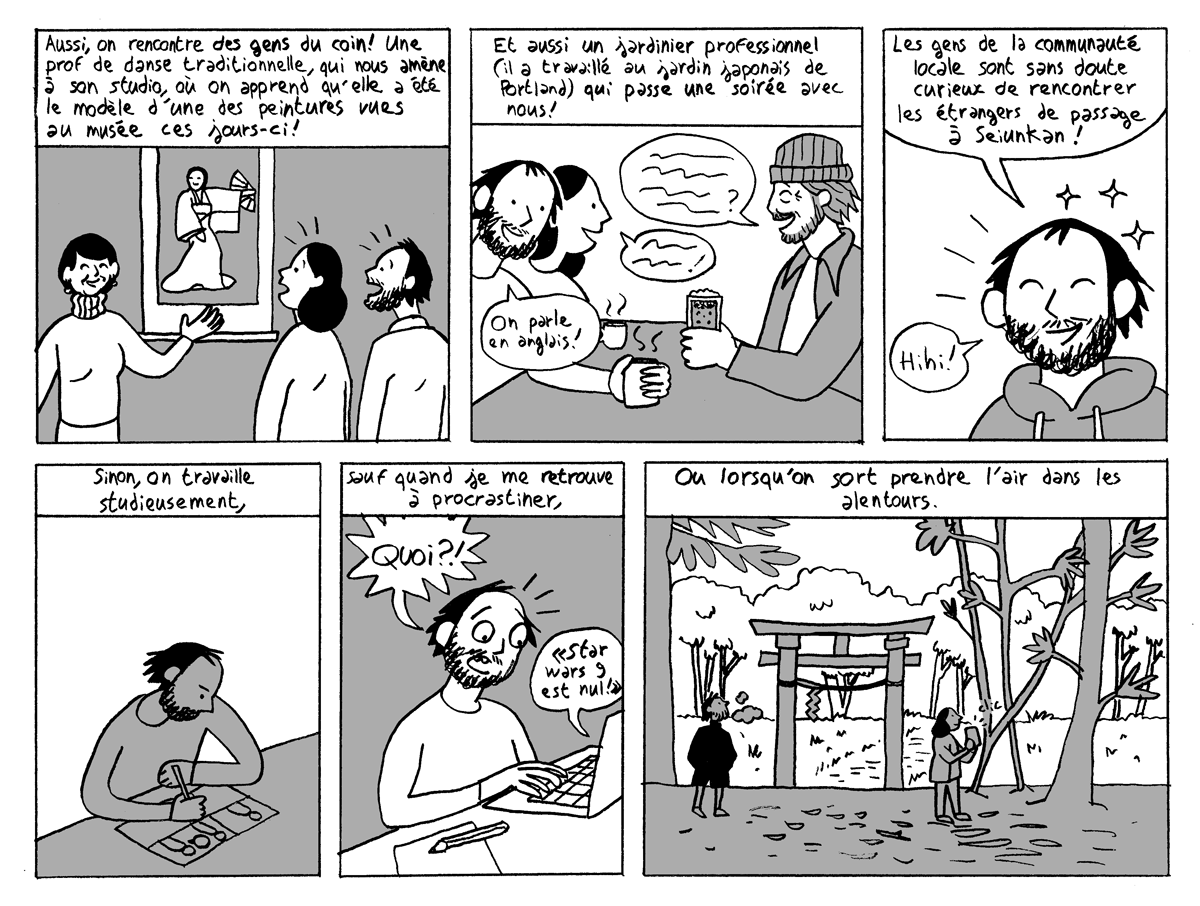 Aussi, on rencontre des gens du coin! Une
prof de danse traditionnelle, qui nous amène
à son studio, où on apprend qu'elle a été
le modèle d'une des peintures vues
au musée ces jours-ci!
Et aussi un jardinier professionnel
(il a travaillé au jardin japonais de
Portland) qui passe une soirée avec
nous!
?
On parle
en anglais!
Les gens de la communauté
locale sont sans doute
curieux de rencontrer
les étrangers de passage
à Seiunkan!
Hihi!
Sinon, on travaille
studieusement,
sauf quand je me retrouve
à procrastiner,
Quoi?!
«Star
wars 9
est nul!»
Ou lorsqu'on sort prendre l'air dans les
alentours.
clic